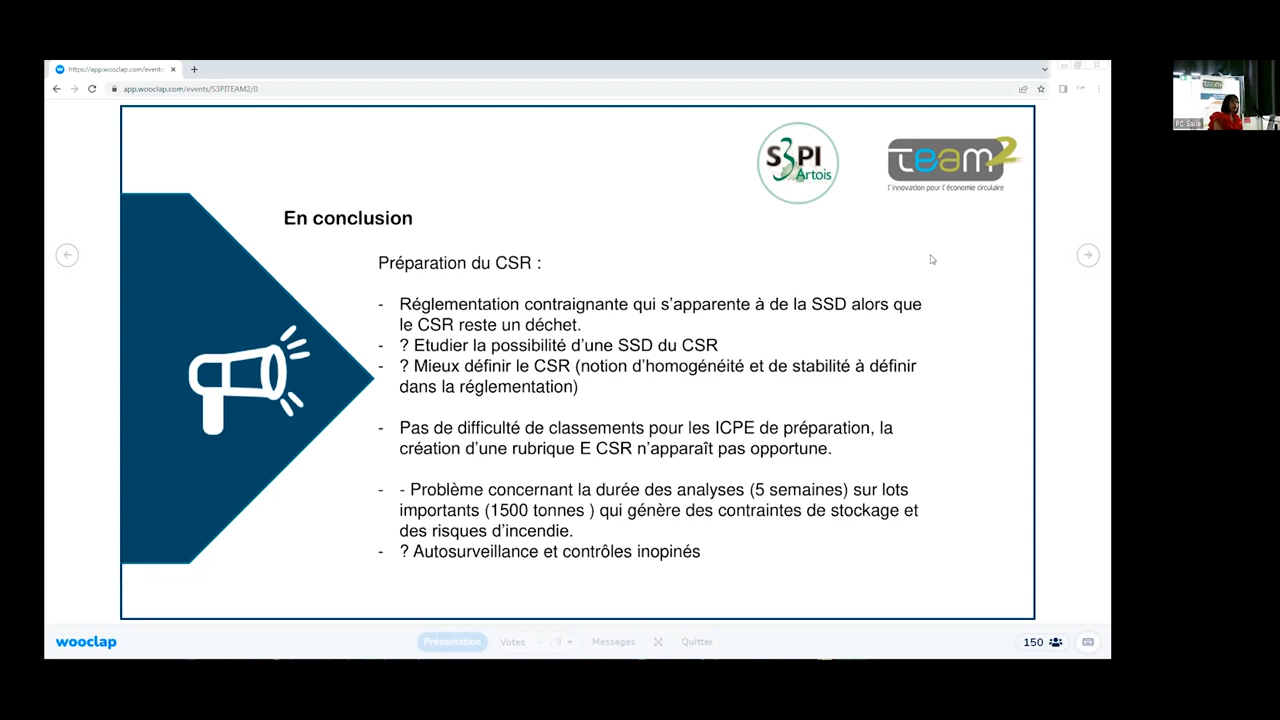 https://app.wooclap.com/events
app.wooclap.com/events/S3PITEAM2/0
S3PI
Artois
team2
l'innovation pour l'économie circulaire
En conclusion
Préparation du CSR :
- Réglementation contraignante qui s'apparente à de la SSD alors que
le CSR reste un déchet.
- ? Etudier la possibilité d'une SSD du CSR
- ? Mieux définir le CSR (notion d'homogénéité et de stabilité à définir
dans la réglementation)
- Pas de difficulté de classements pour les ICPE de préparation, la
création d'une rubrique E CSR n'apparaît pas opportune.
- - Problème concernant la durée des analyses (5 semaines) sur lots
importants (1500 tonnes ) qui génère des contraintes de stockage et
des risques d'incendie.
- ? Autosurveillance et contrôles inopinés
wooclap
Présentation
Votes
- / 9
Messages
Quitter
150
PC Salle